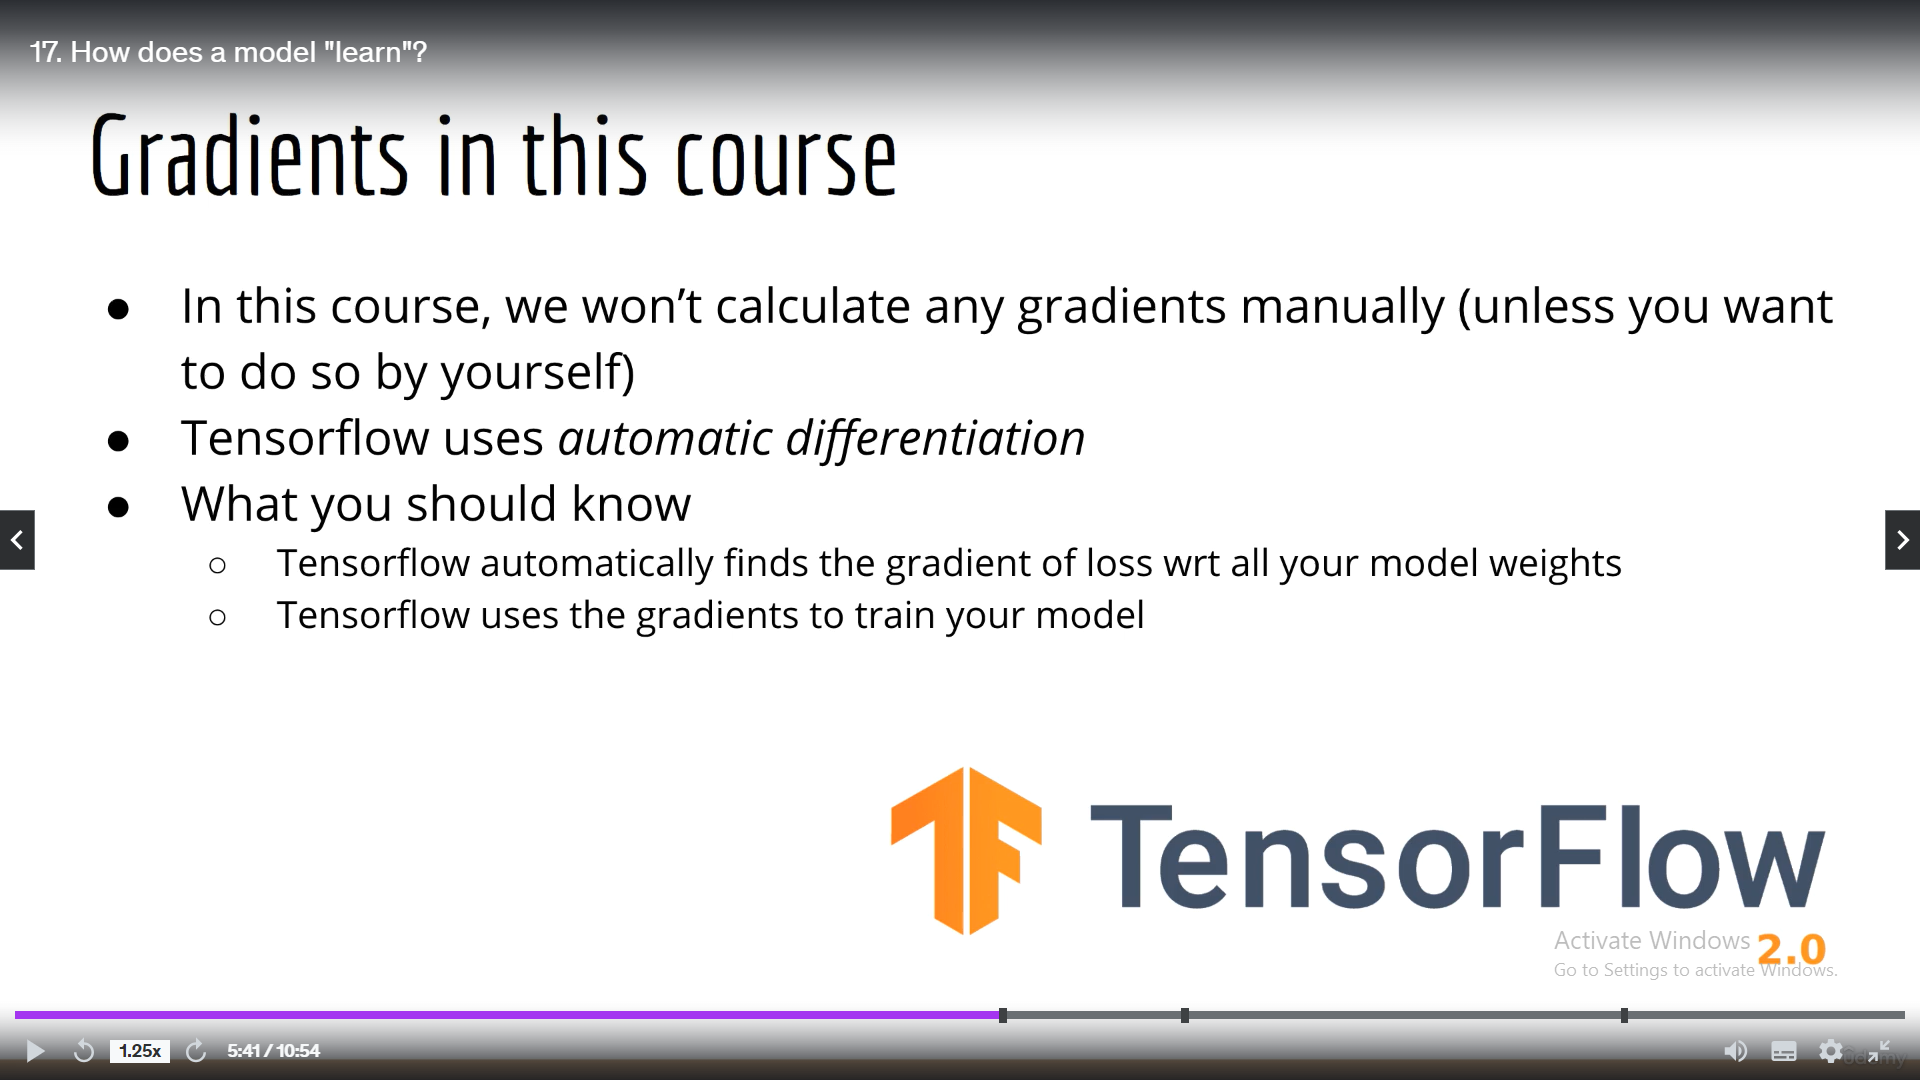 17. How does a model "learn"?
Gradients in this course
● In this course, we won’t calculate any gradients manually (unless you want
to do so by yourself)
● Tensorflow uses automatic differentiation
● What you should know
○ Tensorflow automatically finds the gradient of loss wrt all your model weights
○ Tensorflow uses the gradients to train your model
TensorFlow
2.0
Activate Windows
Go to Settings to activate Windows.
1.25x
5:41 / 10:54